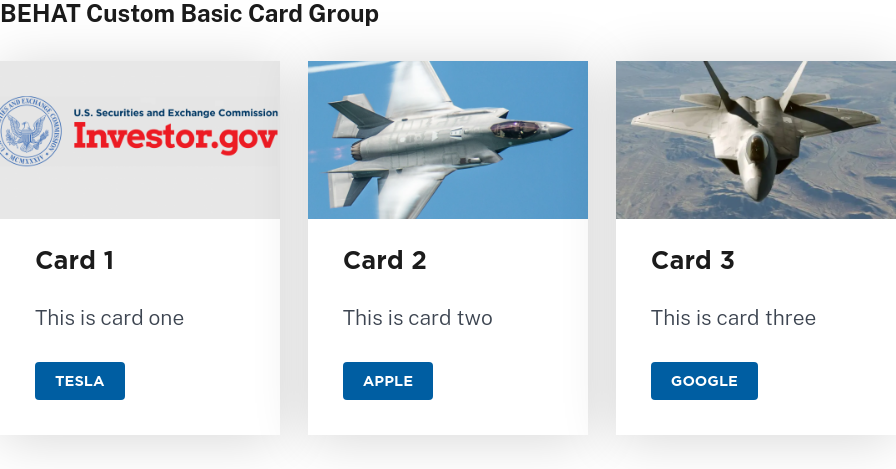 BEHAT Custom Basic Card Group
U.S. Securities and Exchange Commission
Investor.gov
MCMXXXIV
Card 1
This is card one
TESLA
Card 2
This is card two
APPLE
Card 3
This is card three
GOOGLE